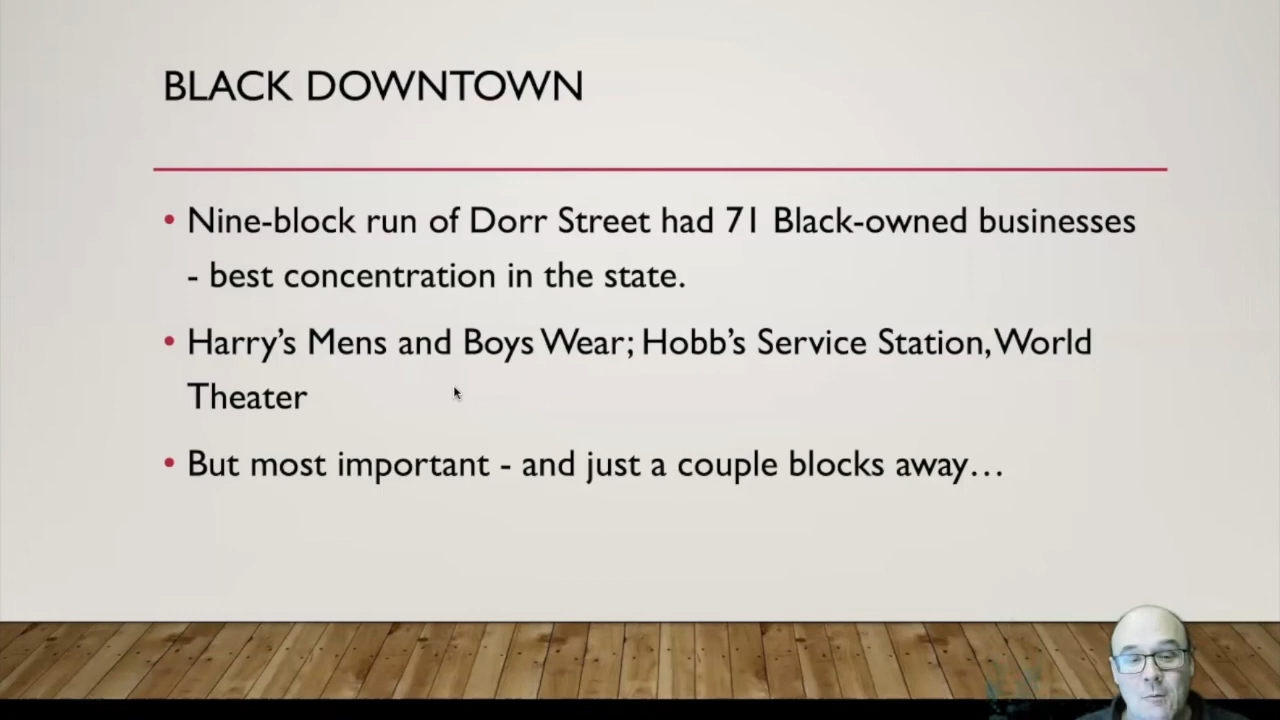 BLACK DOWNTOWN
• Nine-block run of Dorr Street had 71 Black-owned businesses
- best concentration in the state.
• Harry’s Mens and Boys Wear; Hobb’s Service Station, World
Theater
• But most important - and just a couple blocks away…